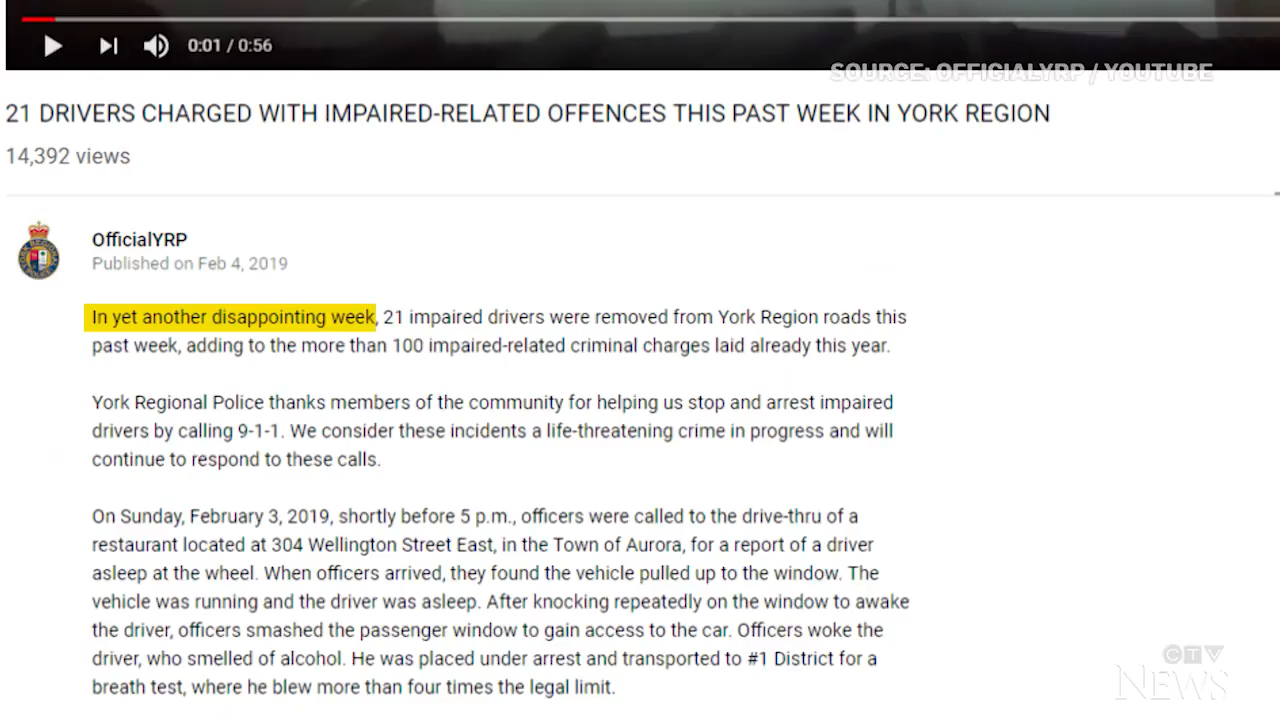 0:01 / 0:56
SOURCE: OFFICIALYRP / YOUTUBE
21 DRIVERS CHARGED WITH IMPAIRED-RELATED OFFENCES THIS PAST WEEK IN YORK REGION
14,392 views
OfficialYRP
Published on Feb 4, 2019
In yet another disappointing week, 21 impaired drivers were removed from York Region roads this
past week, adding to the more than 100 impaired-related criminal charges laid already this year.
York Regional Police thanks members of the community for helping us stop and arrest impaired
drivers by calling 9-1-1. We consider these incidents a life-threatening crime in progress and will
continue to respond to these calls.
On Sunday, February 3, 2019, shortly before 5 p.m., officers were called to the drive-thru of a
restaurant located at 304 Wellington Street East, in the Town of Aurora, for a report of a driver
asleep at the wheel. When officers arrived, they found the vehicle pulled up to the window. The
vehicle was running and the driver was asleep. After knocking repeatedly on the window to awake
the driver, officers smashed the passenger window to gain access to the car. Officers woke the
driver, who smelled of alcohol. He was placed under arrest and transported to #1 District for a
breath test, where he blew more than four times the legal limit.
CTV
NEWS